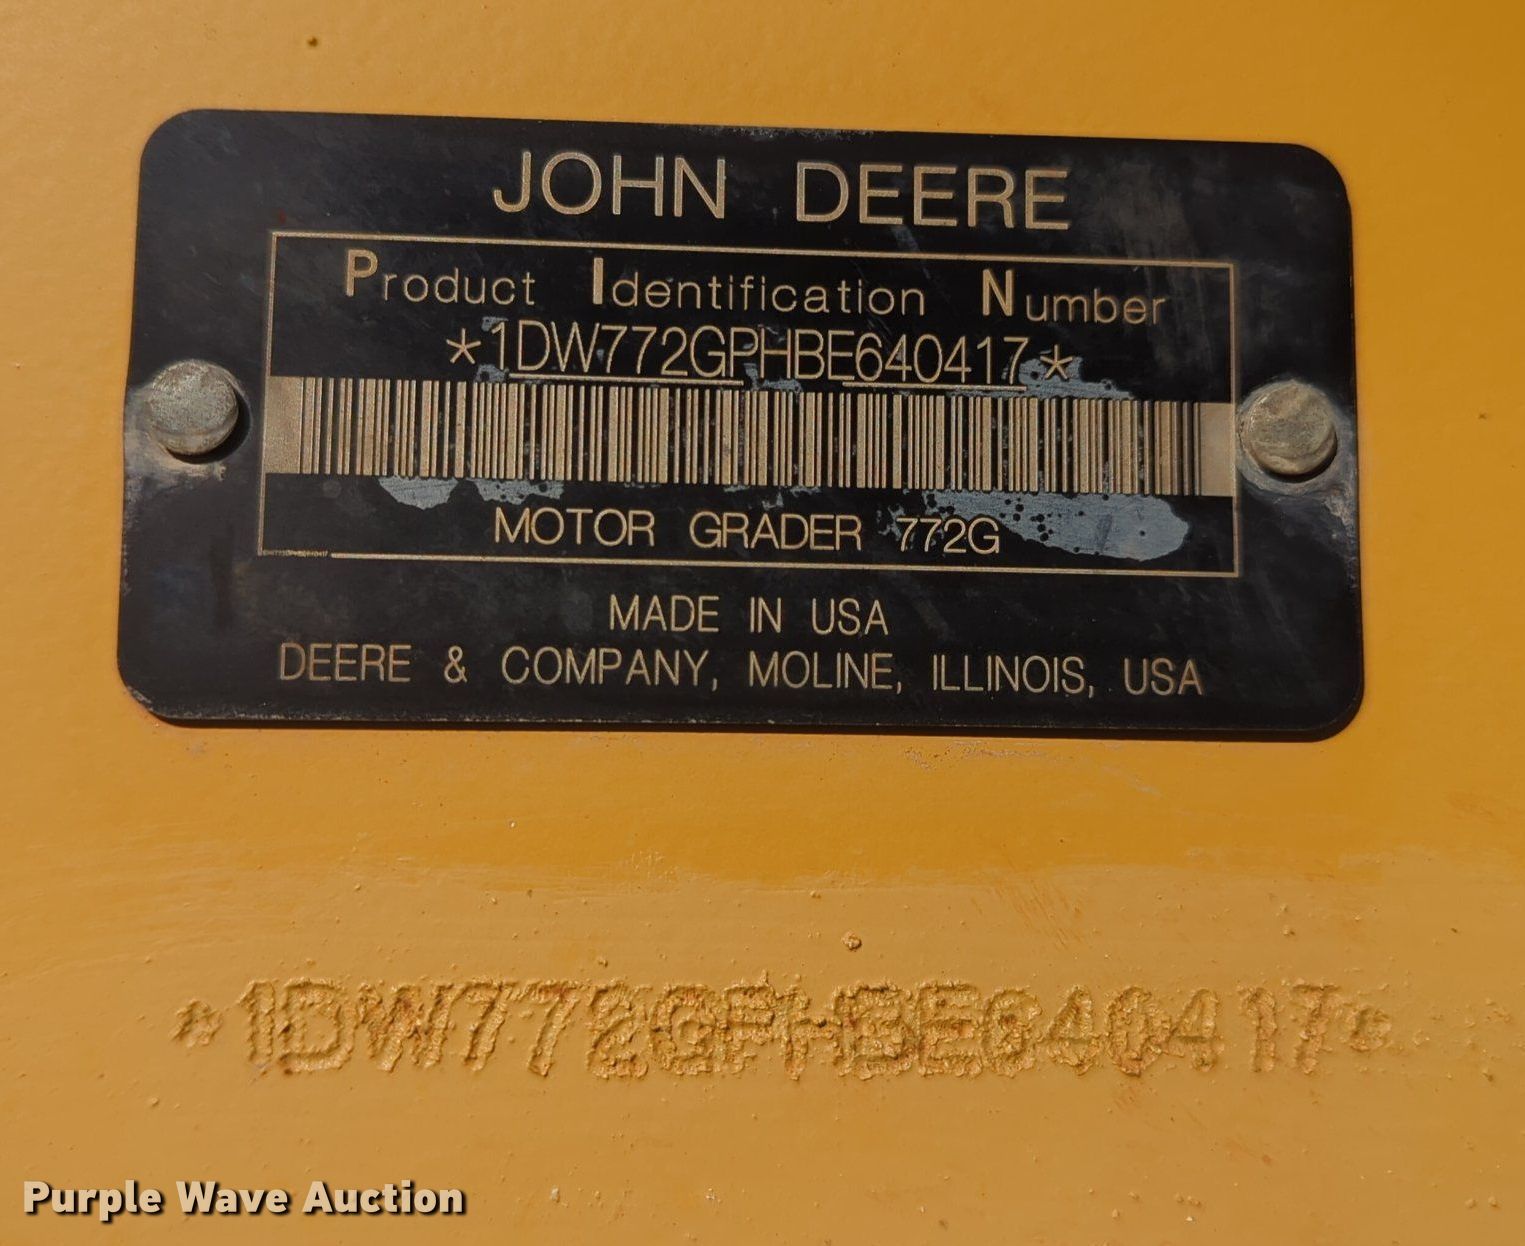 JOHN DEERE
Product Identification Number
*1DW772GPHBE640417*
MOTOR GRADER 772G
MADE IN USA
DEERE & COMPANY, MOLINE, ILLINOIS, USA
*1DW772GPHBE640417*
Purple Wave Auction